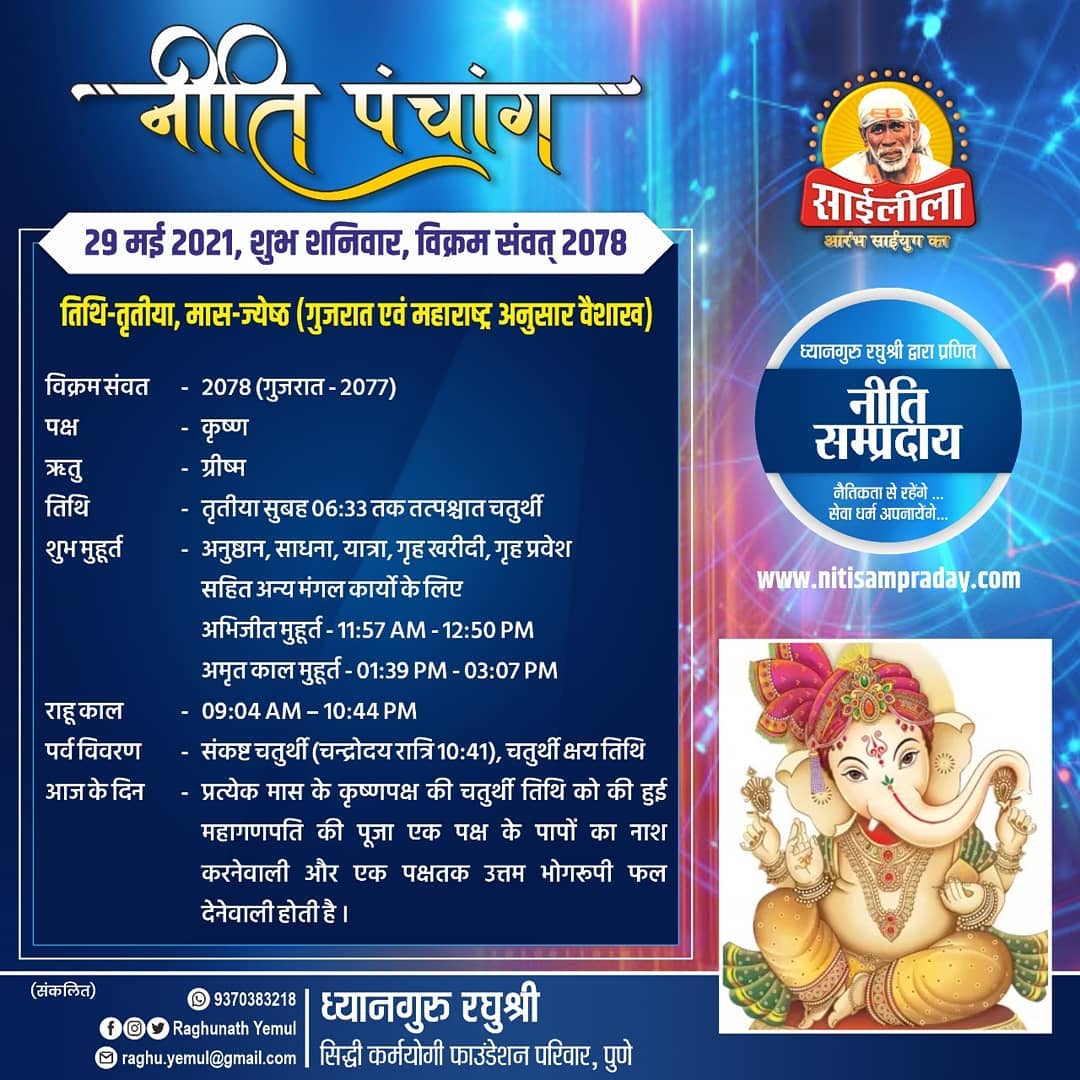 नीति पंचांग
साईलीला
आरंभ साईयुग का
29 मई 2021, शुभ शनिवार, विक्रम संवत् 2078
तिथि-तृतीया, मास-ज्येष्ठ (गुजरात एवं महाराष्ट्र अनुसार वैशाख)
विक्रम संवत - 2078 (गुजरात - 2077)
पक्ष - कृष्ण
ऋतु - ग्रीष्म
तिथि - तृतीया सुबह 06:33 तक तत्पश्चात चतुर्थी
शुभ मुहूर्त - अनुष्ठान, साधना, यात्रा, गृह खरीदी, गृह प्रवेश
सहित अन्य मंगल कार्यो के लिए
अभिजीत मुहूर्त - 11:57 AM - 12:50 PM
अमृत काल मुहूर्त - 01:39 PM - 03:07 PM
राहू काल - 09:04 AM – 10:44 PM
पर्व विवरण - संकष्ट चतुर्थी (चन्द्रोदय रात्रि 10:41), चतुर्थी क्षय तिथि
आज के दिन - प्रत्येक मास के कृष्णपक्ष की चतुर्थी तिथि को की हुई
महागणपति की पूजा एक पक्ष के पापों का नाश
करनेवाली और एक पक्षतक उत्तम भोगरूपी फल
देनेवाली होती है ।
ध्यानगुरु रघुश्री द्वारा प्रणित
नीति
सम्प्रदाय
नैतिकता से रहेंगे ...
सेवा धर्म अपनायेंगे...
www.nitisampraday.com
(संकलित)
9370383218
Raghunath Yemul
raghu.yemul@gmail.com
ध्यानगुरु रघुश्री
सिद्धी कर्मयोगी फाउंडेशन परिवार, पुणे